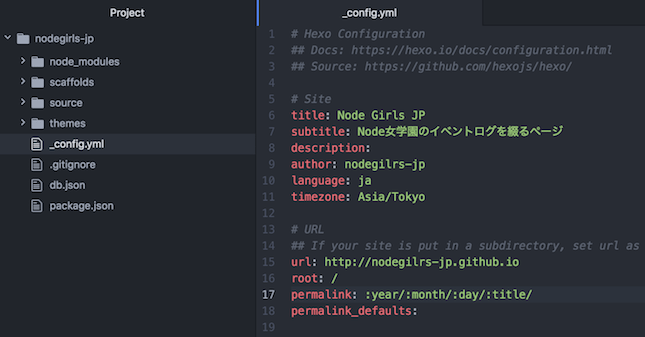 Project
nodegirls-jp
node_modules
scaffolds
source
themes
_config.yml
.gitignore
db.json
package.json
_config.yml
1 # Hexo Configuration
2 ## Docs: https://hexo.io/docs/configuration.html
3 ## Source: https://github.com/hexojs/hexo/
4
5 # Site
6 title: Node Girls JP
7 subtitle: Node女学園のイベントログを綴るページ
8 description:
9 author: nodegilrs-jp
10 language: ja
11 timezone: Asia/Tokyo
12
13 # URL
14 ## If your site is put in a subdirectory, set url as
15 url: http://nodegilrs-jp.github.io
16 root: /
17 permalink: :year/:month/:day/:title/
18 permalink_defaults:
19